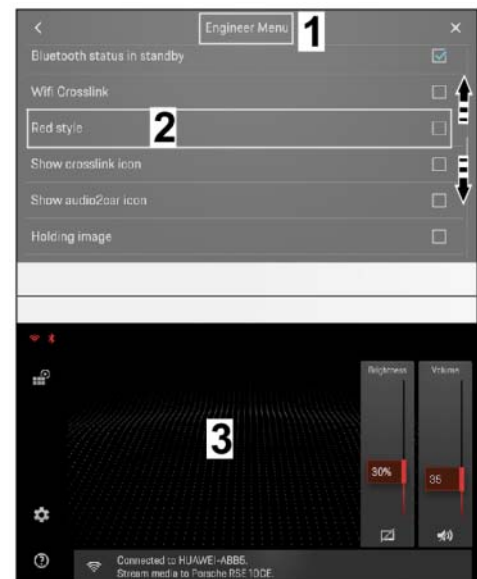 Engineer Menu
1
Bluetooth status in standby
Wifi Crosslink
Red style
2
Show crosslink icon
Show audio2car icon
Holding image
Brightness
Volume
3
30%
35
Connected to HUAWEI-ABB6.
Stream media to Porsche RSE 10CE.